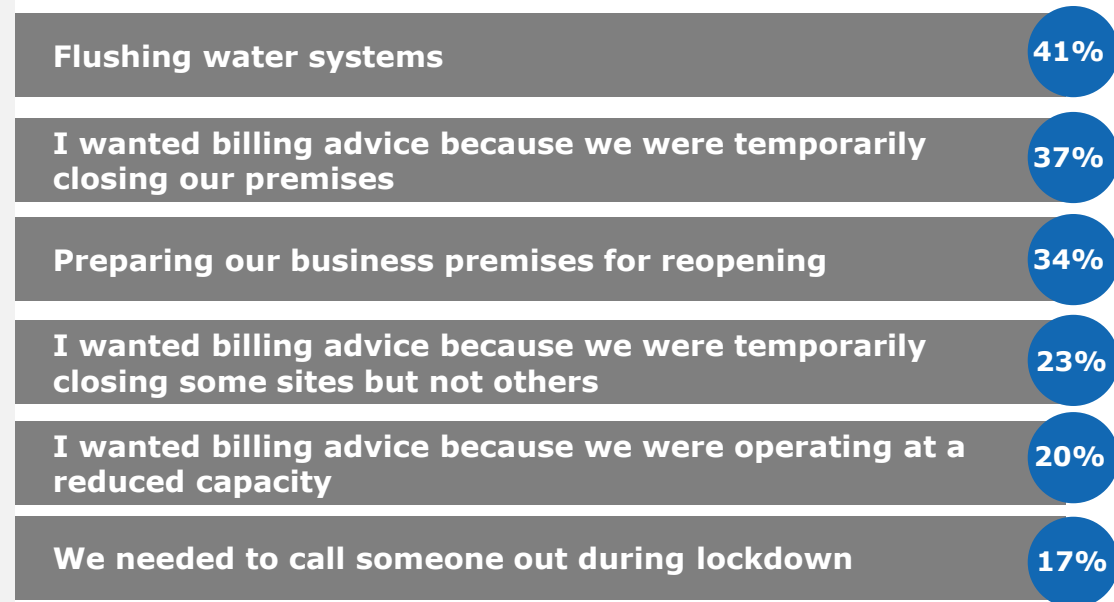 Flushing water systems
41%
I wanted billing advice because we were temporarily
closing our premises
37%
Preparing our business premises for reopening
34%
I wanted billing advice because we were temporarily
closing some sites but not others
23%
I wanted billing advice because we were operating at a
reduced capacity
20%
We needed to call someone out during lockdown
17%